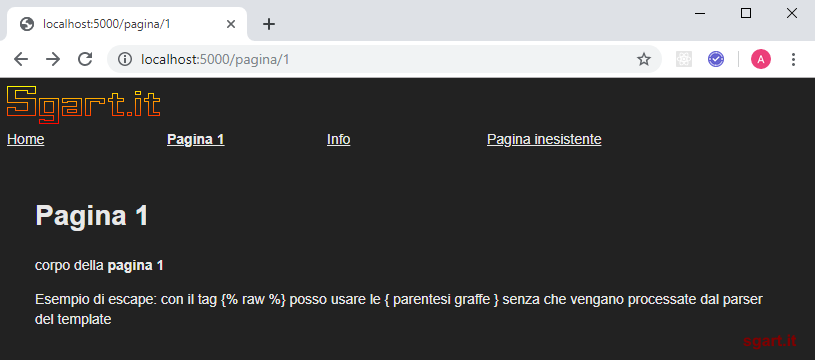 localhost:5000/pagina/1
localhost:5000/pagina/1
A
Sgart.it
Home Pagina 1 Info Pagina inesistente
Pagina 1
corpo della pagina 1
Esempio di escape: con il tag {% raw %} posso usare le { parentesi graffe } senza che vengano processate dal parser
del template
sgart.it